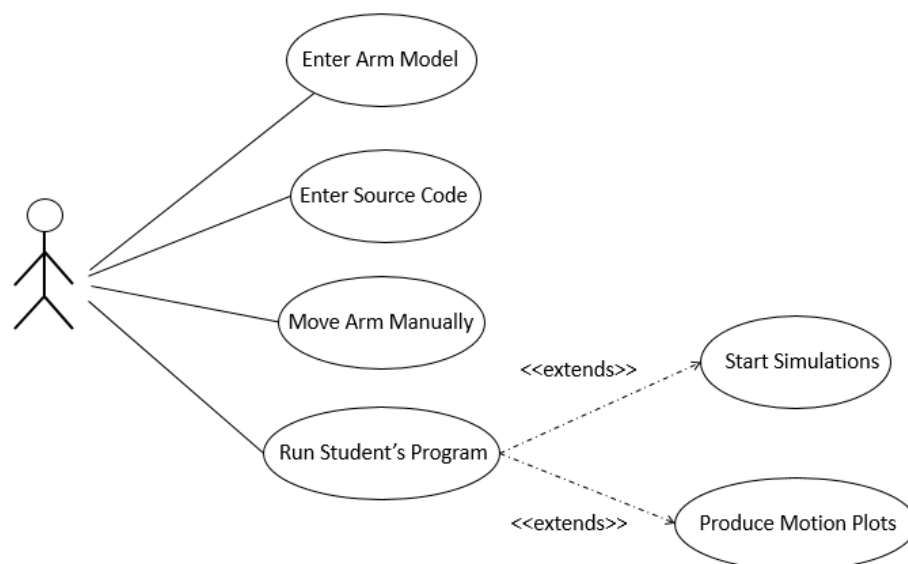 Enter Arm Model
Enter Source Code
Move Arm Manually
<<extends>>
Start Simulations
Run Student's Program
<<extends>>
Produce Motion Plots